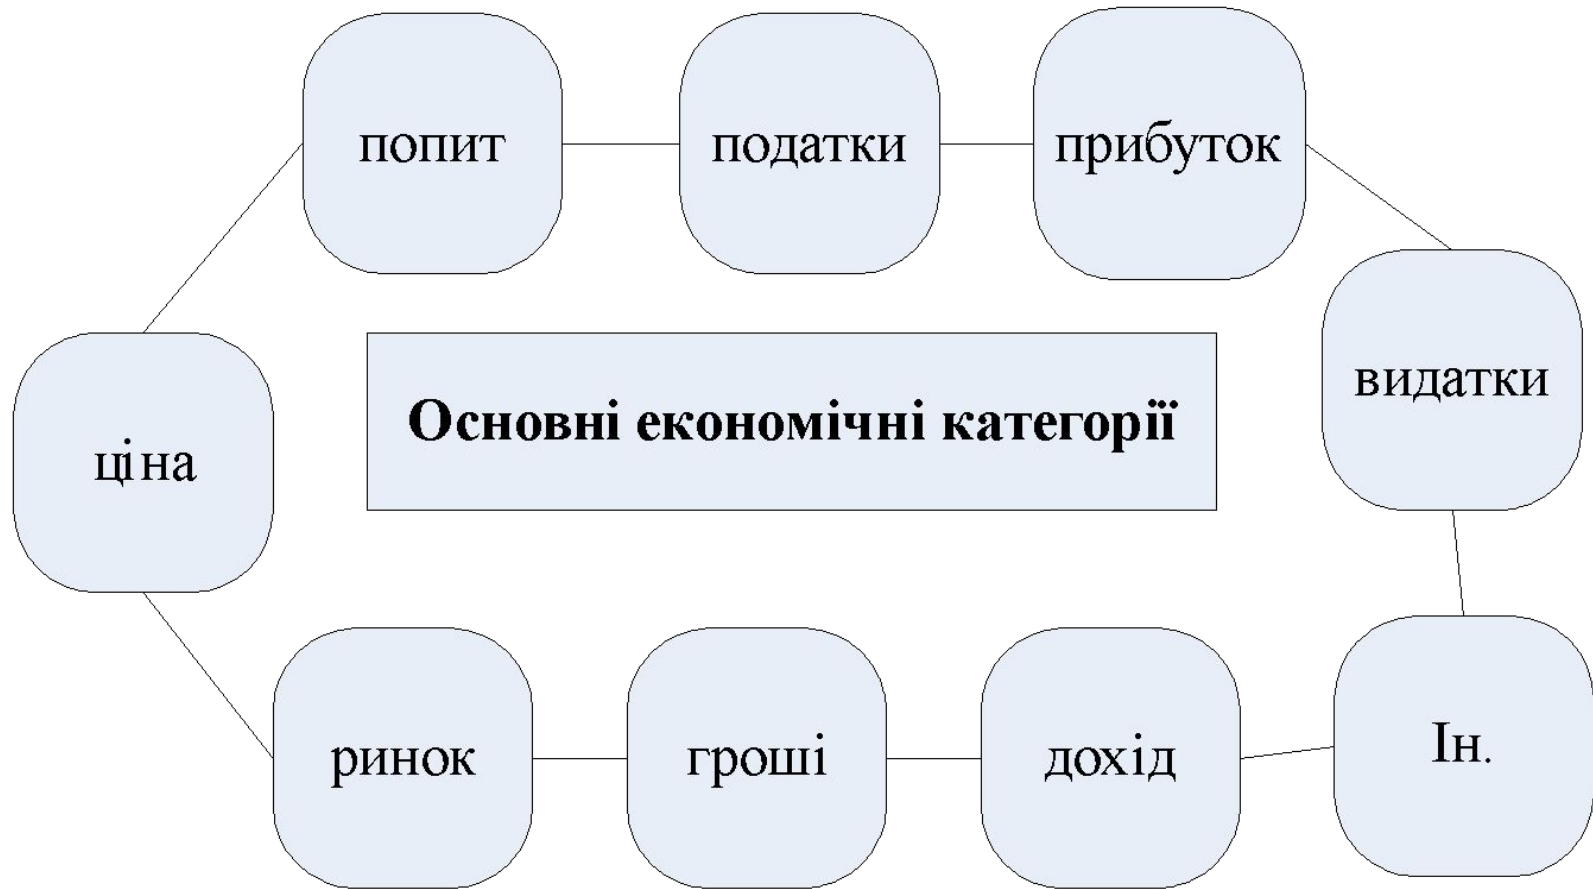 попит
податки
прибуток
видатки
Основні економічні категорії
ціна
ринок
гроші
дохід
Ін.